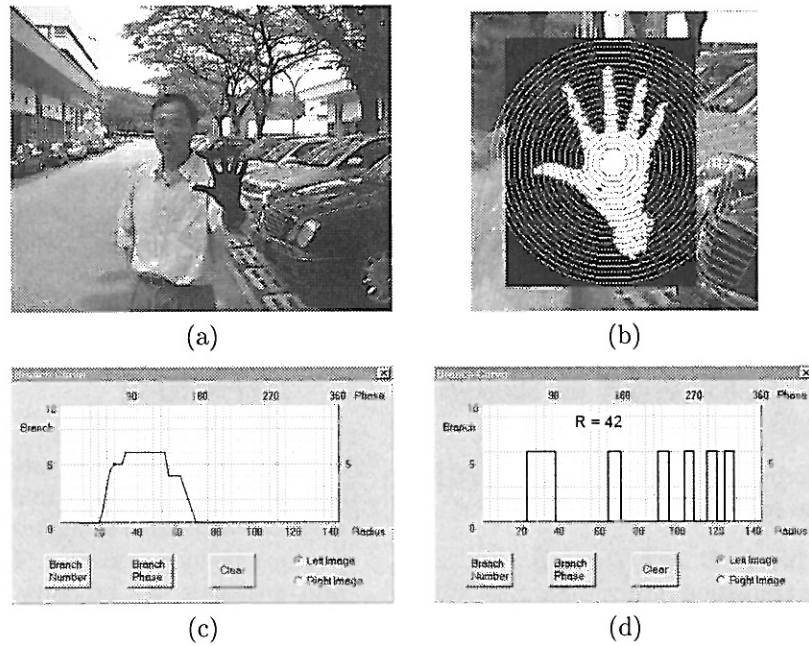 (a)
(b)
90 180 270 360 Phase
10
Branch
5 5
0 20 40 60 80 100 120 140 Radius
Branch Number
Branch Phase
Clear
Left Image
Right Image
(c)
90 180 270 360 Phase
10
R = 42
Branch
5 5
0 20 40 60 80 100 120 140 Radius
Branch Number
Branch Phase
Clear
Left Image
Right Image
(d)